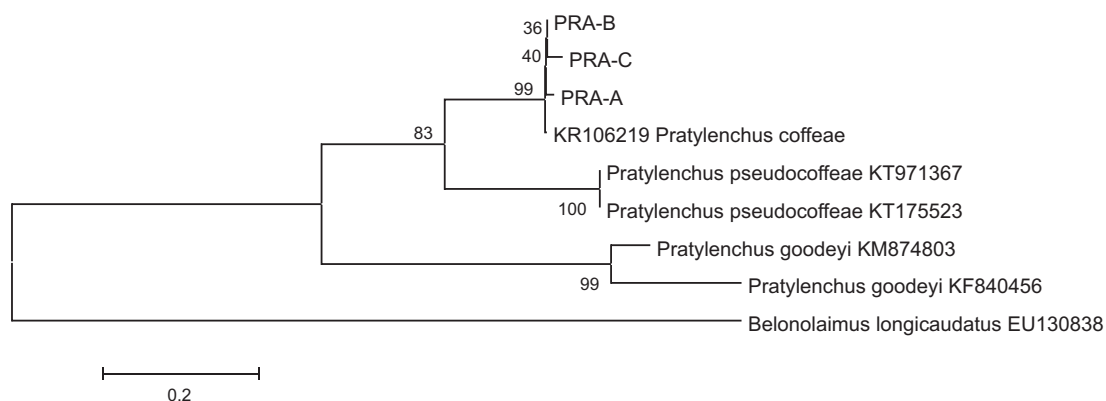 36 PRA-B
40 PRA-C
99 PRA-A
KR106219 Pratylenchus coffeae
83
Pratylenchus pseudocoffeae KT971367
100 Pratylenchus pseudocoffeae KT175523
Pratylenchus goodeyi KM874803
99 Pratylenchus goodeyi KF840456
Belonolaimus longicaudatus EU130838
0.2